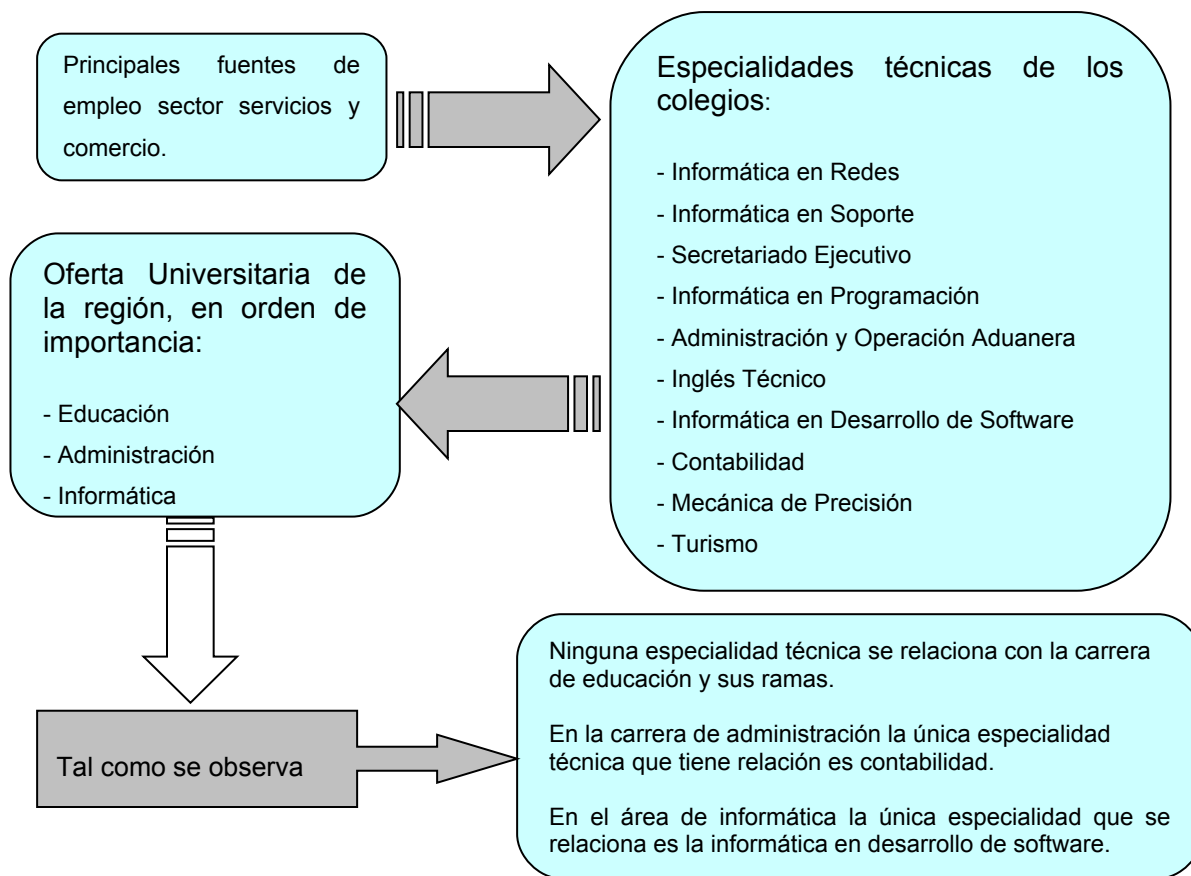 Principales fuentes de
empleo sector servicios y
comercio.
Especialidades técnicas de los
colegios:
- Informática en Redes
- Informática en Soporte
- Secretariado Ejecutivo
- Informática en Programación
- Administración y Operación Aduanera
- Inglés Técnico
- Informática en Desarrollo de Software
- Contabilidad
- Mecánica de Precisión
- Turismo
Oferta Universitaria de
la región, en orden de
importancia:
- Educación
- Administración
- Informática
Tal como se observa
Ninguna especialidad técnica se relaciona con la carrera
de educación y sus ramas.
En la carrera de administración la única especialidad
técnica que tiene relación es contabilidad.
En el área de informática la única especialidad que se
relaciona es la informática en desarrollo de software.